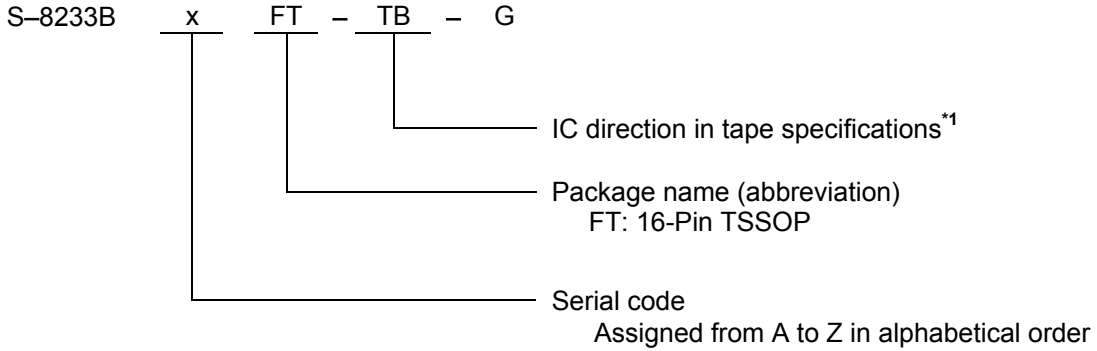 S–8233B x FT – TB – G
IC direction in tape specifications*1
Package name (abbreviation)
FT: 16-Pin TSSOP
Serial code
Assigned from A to Z in alphabetical order